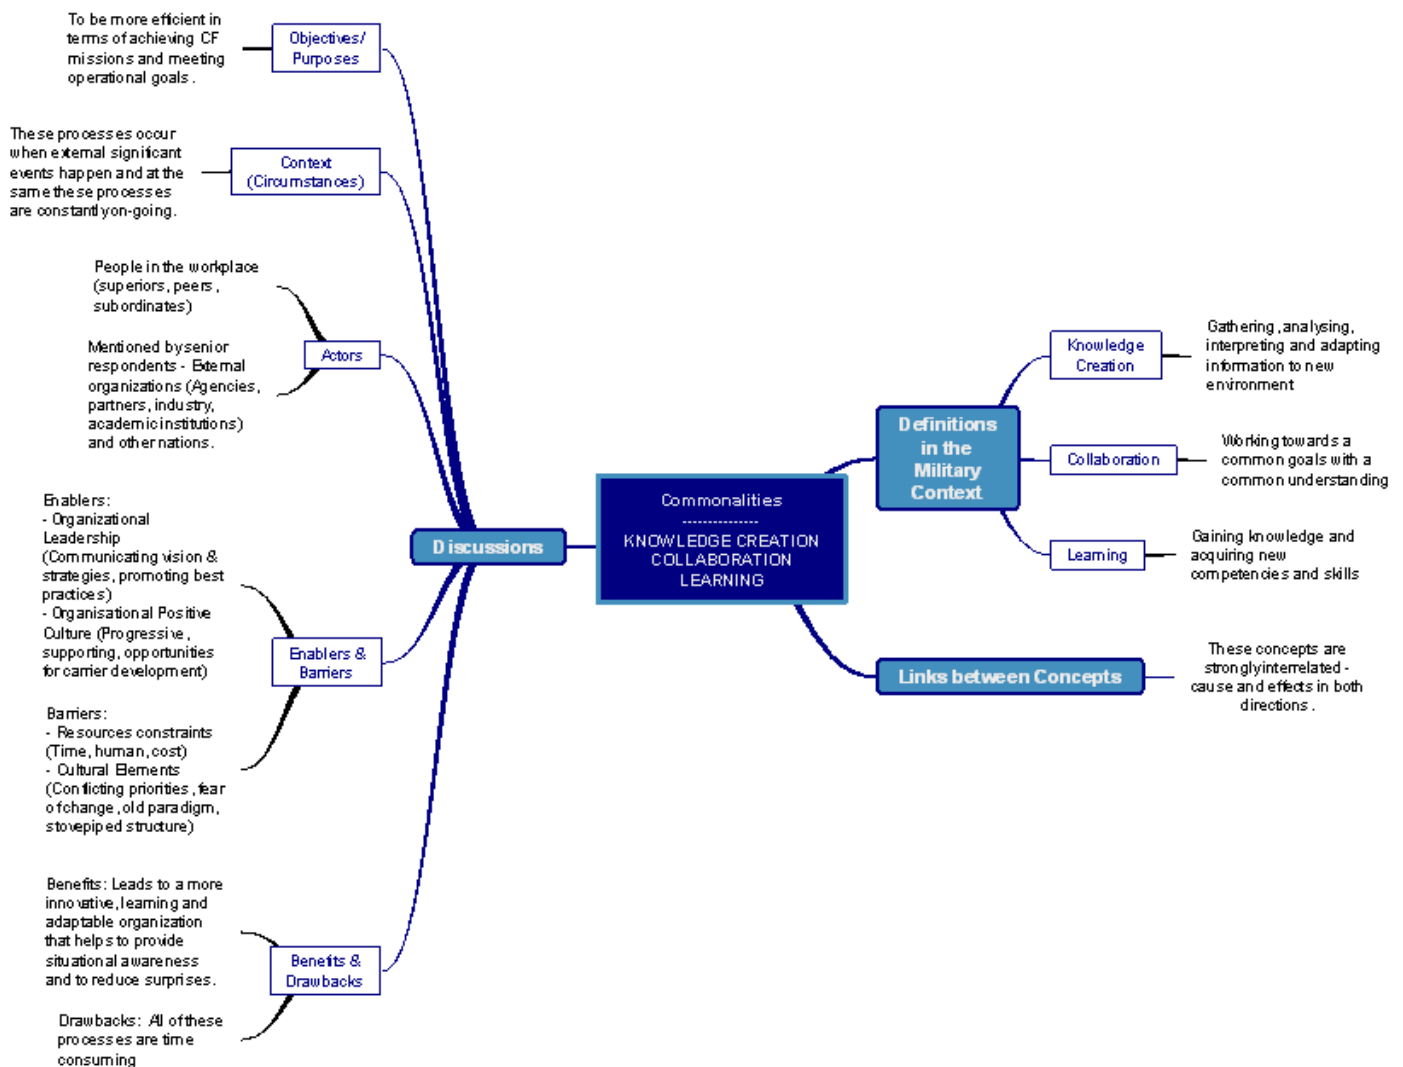 To be more efficient in
terms of achieving CF
missions and meeting
operational goals.
Objectives/
Purposes
These processes occur
when external significant
events happen and at the
same these processes
are constantly on-going.
Context
(Circumstances)
People in the workplace
(superiors, peers,
subordinates)
Mentioned by senior
respondents - External
organizations (Agencies,
partners, industry,
academic institutions)
and other nations.
Actors
Enablers:
- Organizational
Leadership
(Communicating vision &
strategies, promoting best
practices)
- Organisational Positive
Culture (Progressive,
supporting, opportunities
for carrier development)
Barriers:
- Resources constraints
(Time, human, cost)
- Cultural Elements
(Conflicting priorities, fear
of change, old paradigm,
stovepiped structure)
Enablers &
Barriers
Benefits: Leads to a more
innovative, learning and
adaptable organization
that helps to provide
situational awareness
and to reduce surprises.
Drawbacks: All of these
processes are time
consuming
Benefits &
Drawbacks
Discussions
Commonalities
---------------
KNOWLEDGE CREATION
COLLABORATION
LEARNING
Definitions
in the
Military
Context
Knowledge
Creation
Gathering, analysing,
interpreting and adapting
information to new
environment
Collaboration
Working towards a
common goals with a
common understanding
Learning
Gaining knowledge and
acquiring new
competencies and skills
Links between Concepts
These concepts are
strongly interrelated -
cause and effects in both
directions.